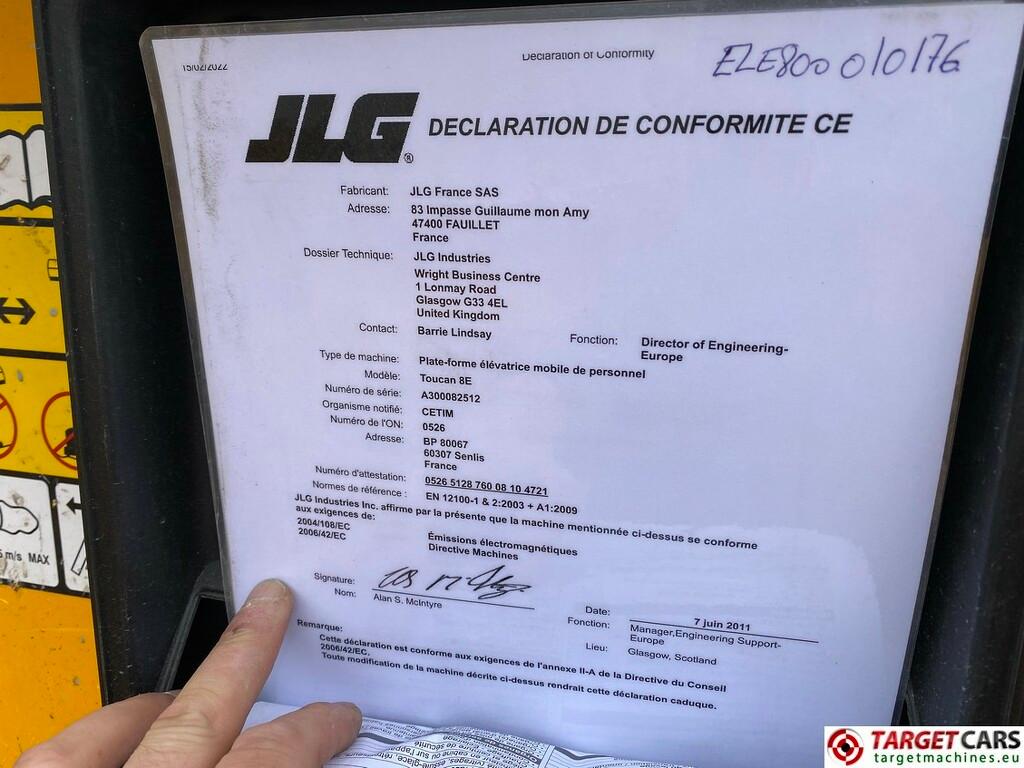 15/02/2022
Declaration of Conformity
ELE800 010176
JLG®
DECLARATION DE CONFORMITE CE
Fabricant: JLG France SAS
Adresse: 83 Impasse Guillaume mon Amy
47400 FAUILLET
France
Dossier Technique: JLG Industries
Wright Business Centre
1 Lonmay Road
Glasgow G33 4EL
United Kingdom
Contact: Barrie Lindsay Fonction: Director of Engineering-
Europe
Type de machine: Plate-forme élévatrice mobile de personnel
Modèle: Toucan 8E
Numéro de série: A300082512
Organisme notifié: CETIM
Numéro de l'ON: 0526
Adresse: BP 80067
60307 Senlis
France
Numéro d'attestation: 0526 5128 760 08 10 4721
Normes de référence : EN 12100-1 & 2:2003 + A1:2009
JLG Industries Inc. affirme par la présente que la machine mentionnée ci-dessus se conforme
aux exigences de:
2004/108/EC Émissions électromagnétiques
2006/42/EC Directive Machines
Signature:
Nom: Alan S. McIntyre
Date: 7 juin 2011
Fonction: Manager,Engineering Support-
Europe
Lieu: Glasgow, Scotland
Remarque:
Cette déclaration est conforme aux exigences de l'annexe II-A de la Directive du Conseil
2006/42/EC.
Toute modification de la machine décrite ci-dessus rendrait cette déclaration caduque.
m/s MAX
TARGETCARS
targetmachines.eu